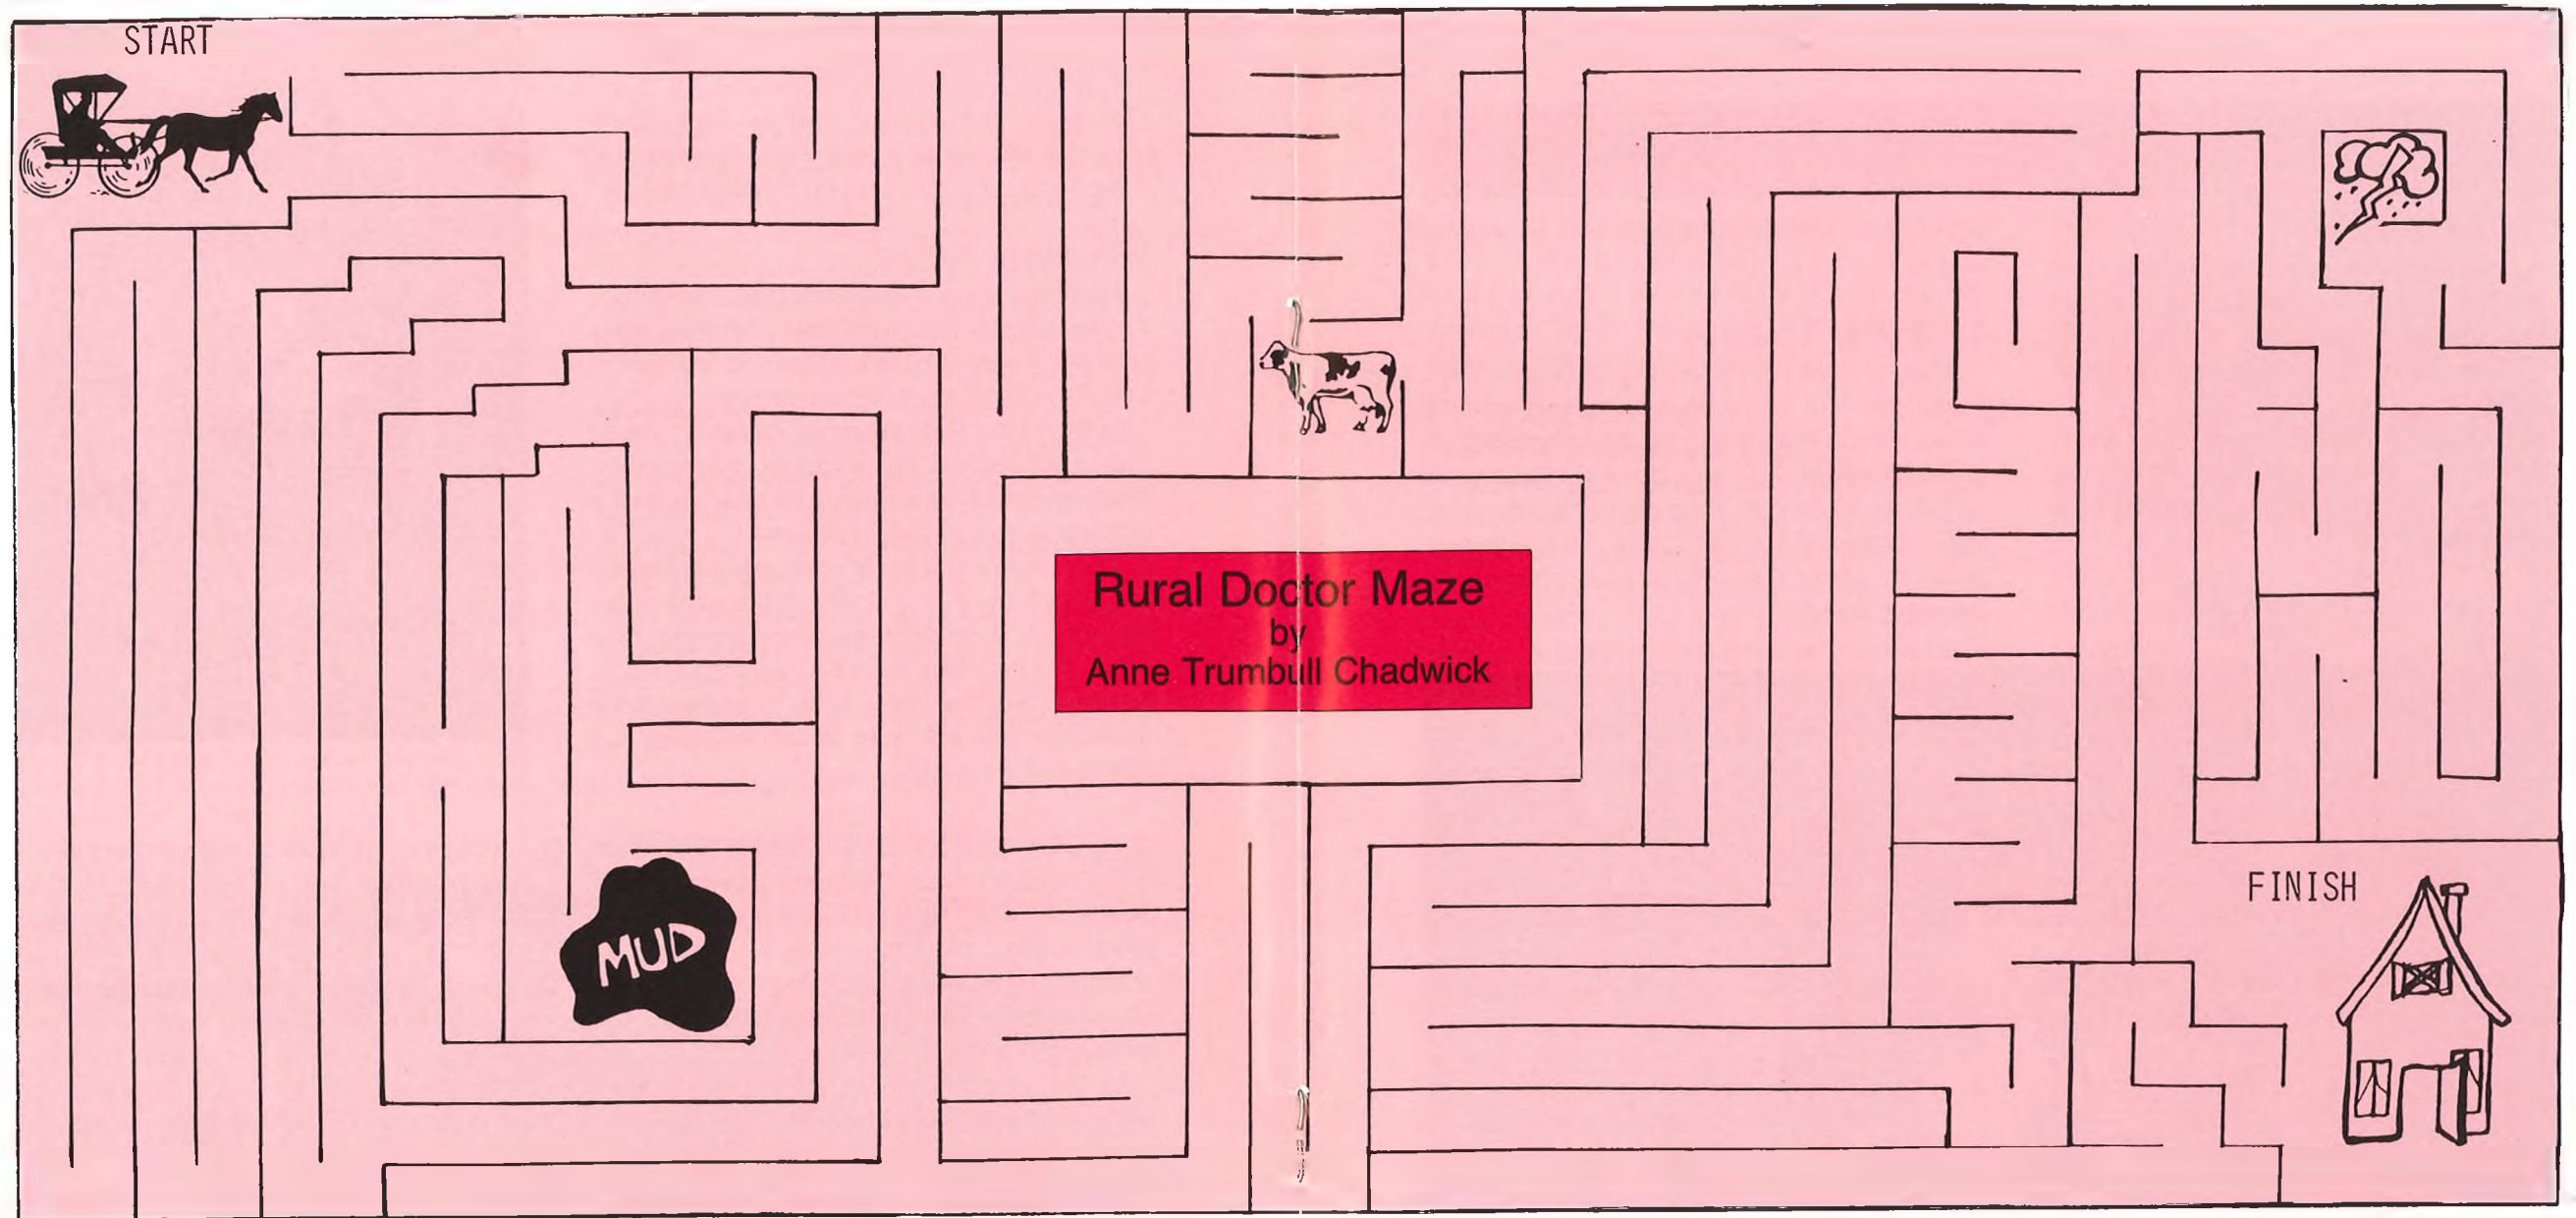 START
Rural Doctor Maze
by
Anne Trumbull Chadwick
MUD
FINISH